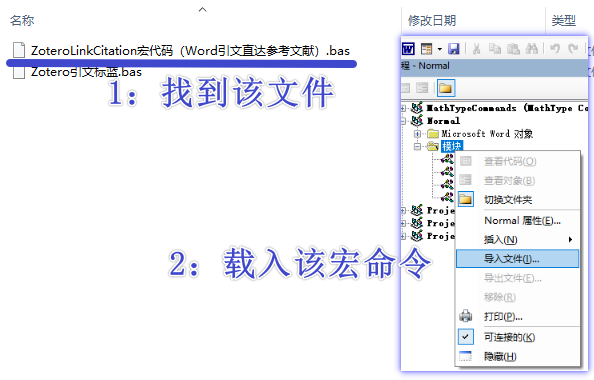 名称
修改日期
类型
ZoteroLinkCitation宏代码（Word引文直达参考文献）.bas
Zotero引文标蓝.bas
1：找到该文件
程 - Normal
MathTypeCommands (MathType Co
Normal
Microsoft Word 对象
模块
查看代码(O)
查看对象(B)
切换文件夹
Proje
Normal 属性(E)...
Proje
插入(N)
Proje
导入文件(I)...
导出文件(E)...
移除(R)
打印(P)...
可连接的(K)
隐藏(H)
2：载入该宏命令